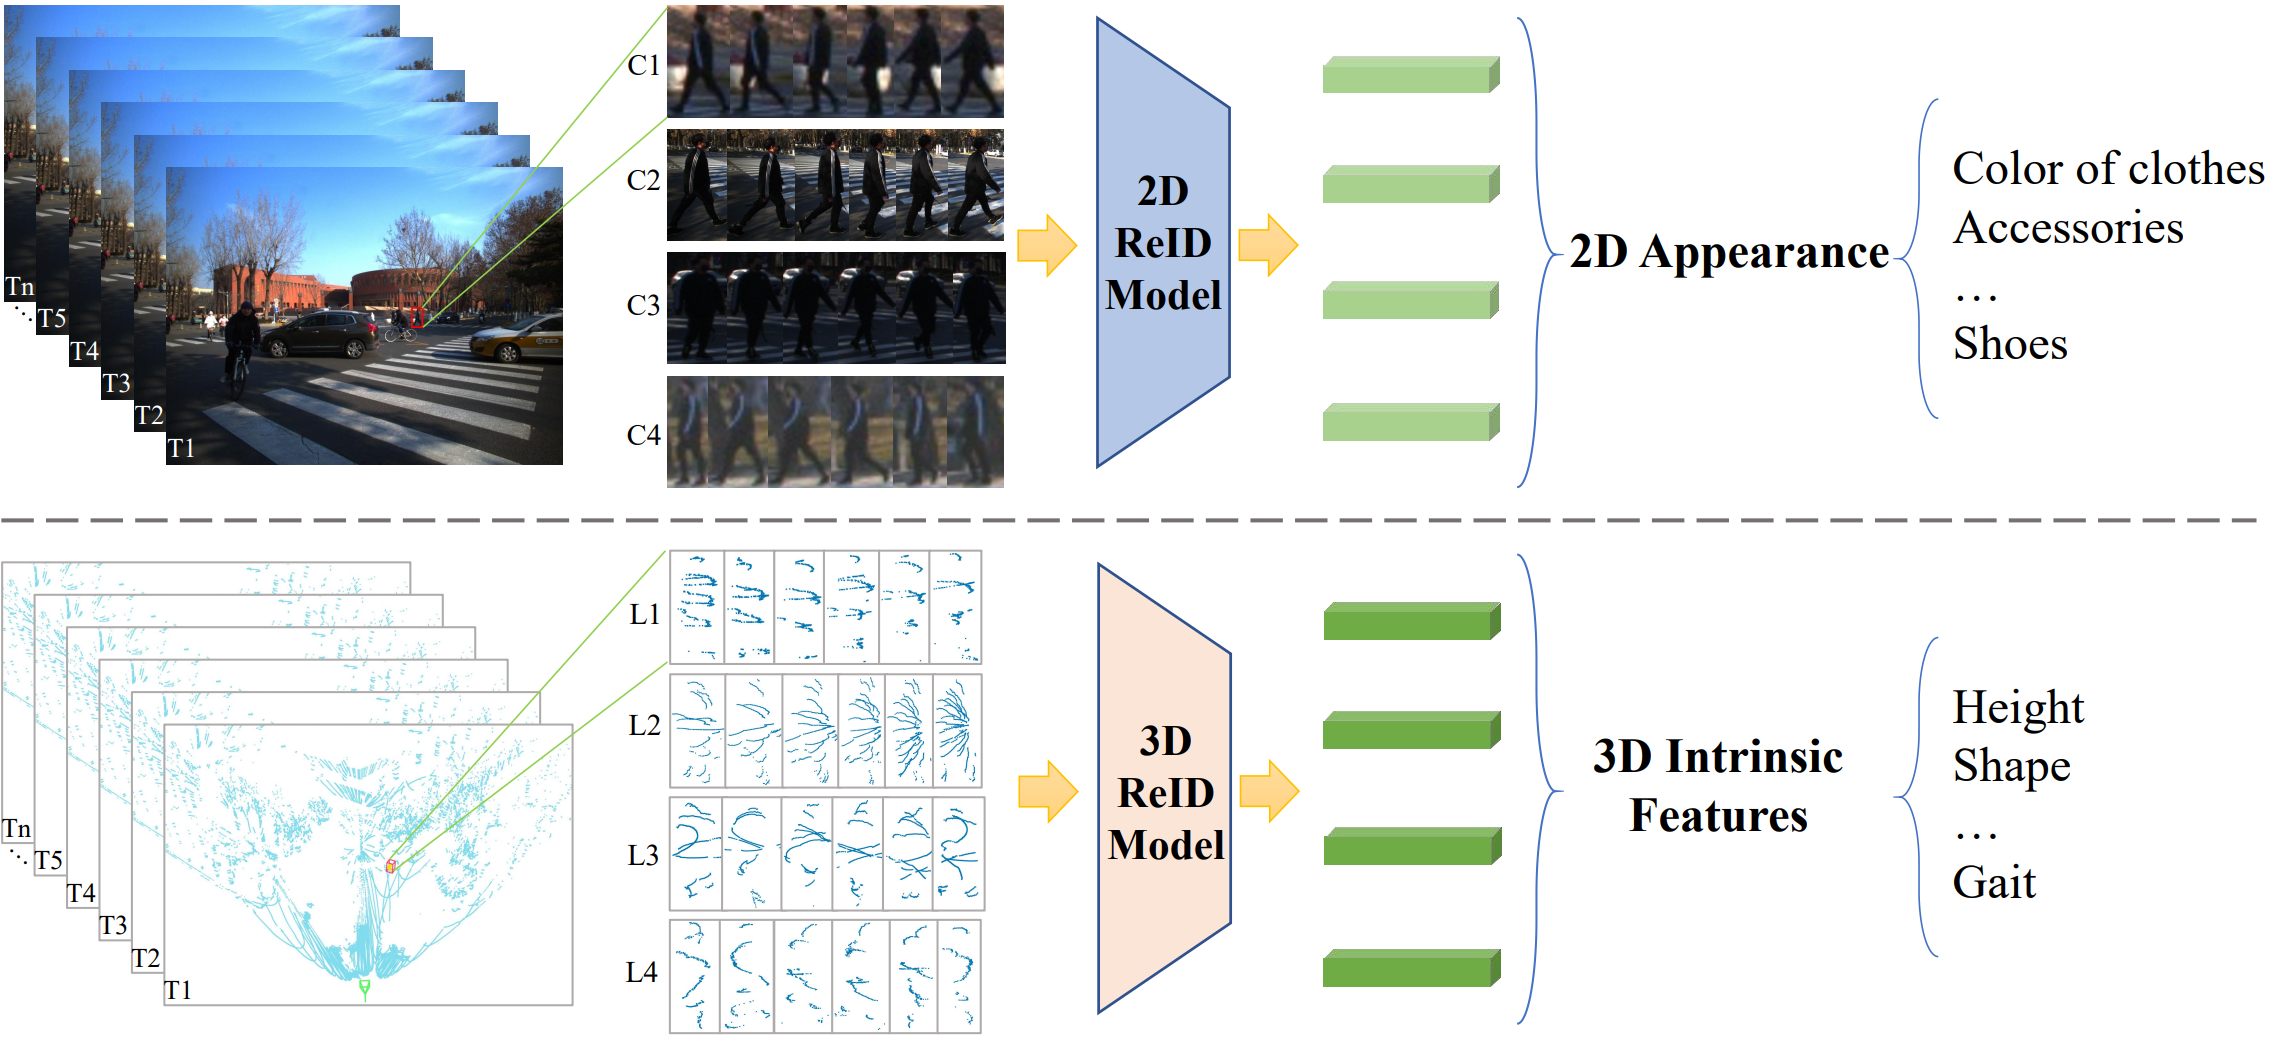 Tn
...
T5
T4
T3
T2
T1
C1
C2
C3
C4
2D
ReID
Model
2D Appearance
Color of clothes
Accessories
...
Shoes
Tn
...
T5
T4
T3
T2
T1
L1
L2
L3
L4
3D
ReID
Model
3D Intrinsic
Features
Height
Shape
...
Gait